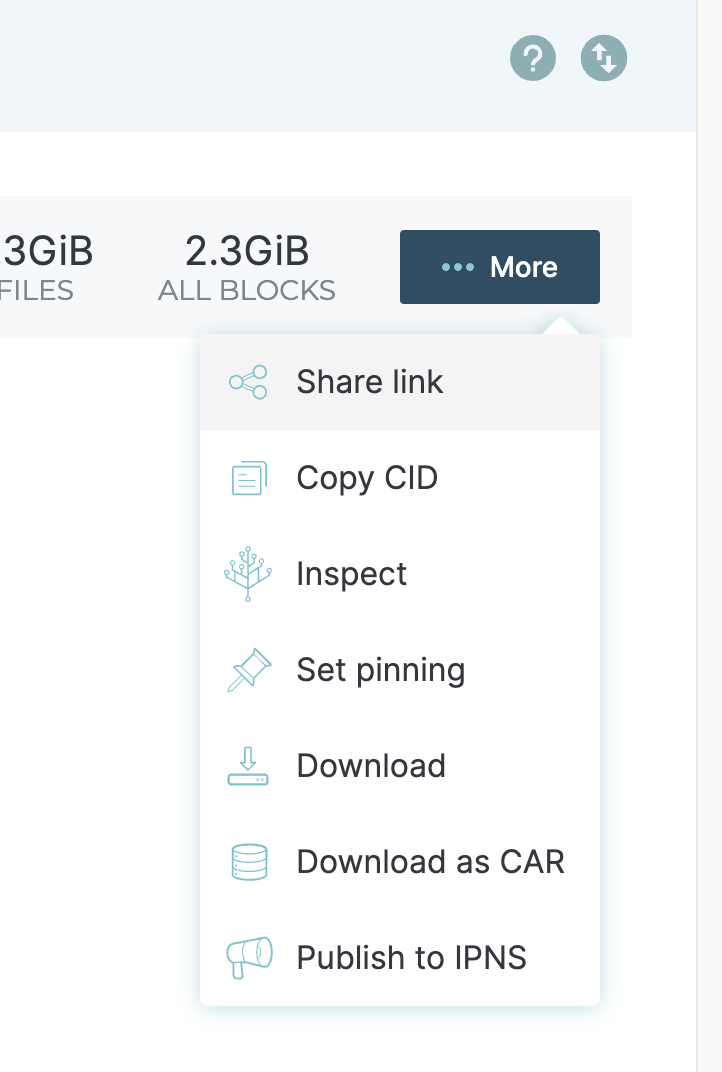 .3GiB
FILES
2.3GiB
ALL BLOCKS
More
Share link
Copy CID
Inspect
Set pinning
Download
Download as CAR
Publish to IPNS